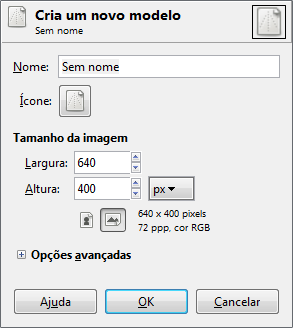 Cria um novo modelo
Sem nome
Nome: Sem nome
Ícone:
Tamanho da imagem
Largura: 640
Altura: 400 px
640 x 400 pixels
72 ppp, cor RGB
Opções avançadas
Ajuda OK Cancelar